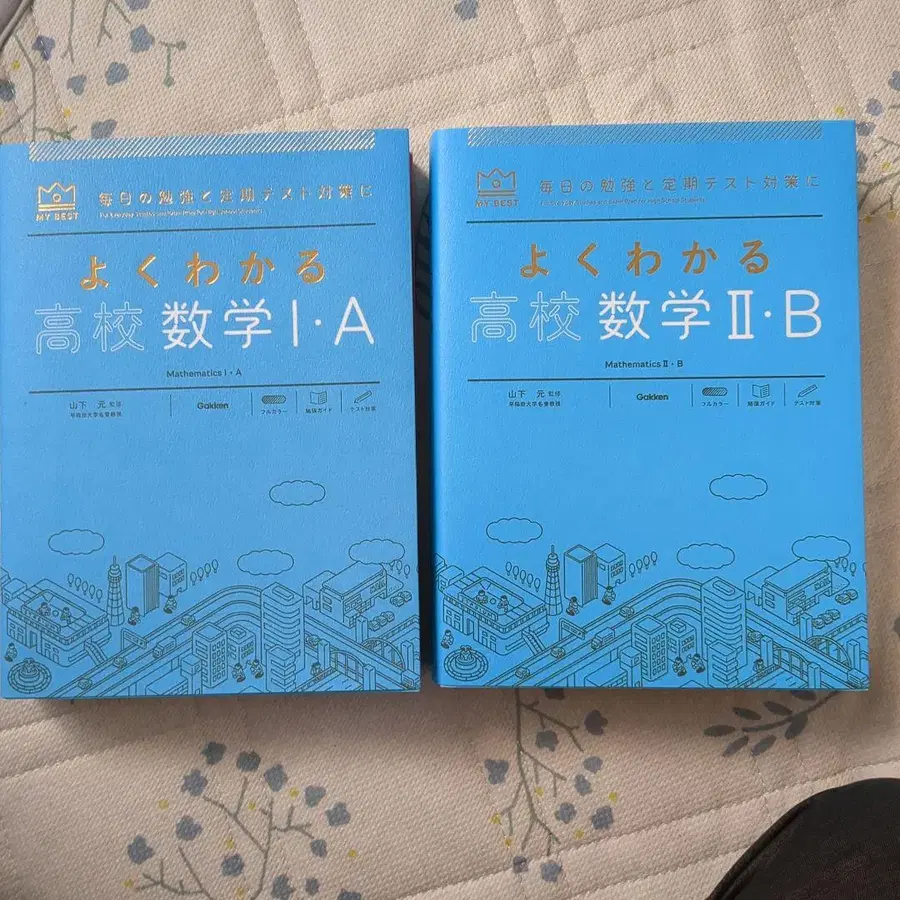 MY BEST
毎日の勉強と定期テスト対策に
よくわかる
高校 数学 I・A
Mathematics I・A
山下 元 監修
早稲田大学名誉教授
Gakken
フルカラー
勉強ガイド
テスト対策
MY BEST
毎日の勉強と定期テスト対策に
よくわかる
高校 数学 II・B
Mathematics II・B
山下 元 監修
早稲田大学名誉教授
Gakken
フルカラー
勉強ガイド
テスト対策